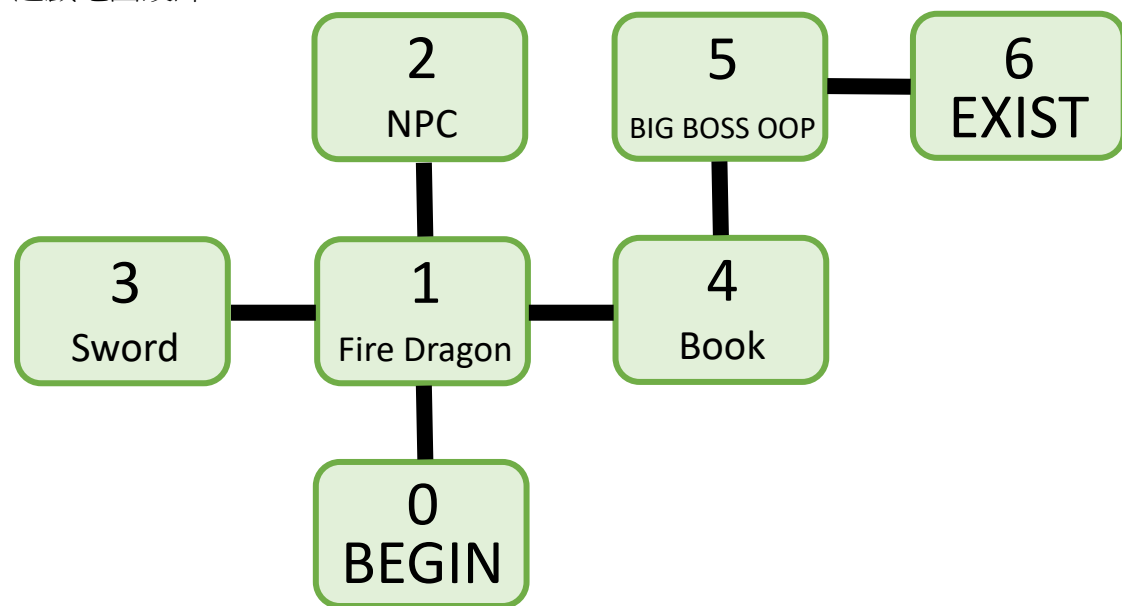 2
NPC
5
BIG BOSS OOP
6
EXIST
3
Sword
1
Fire Dragon
4
Book
0
BEGIN